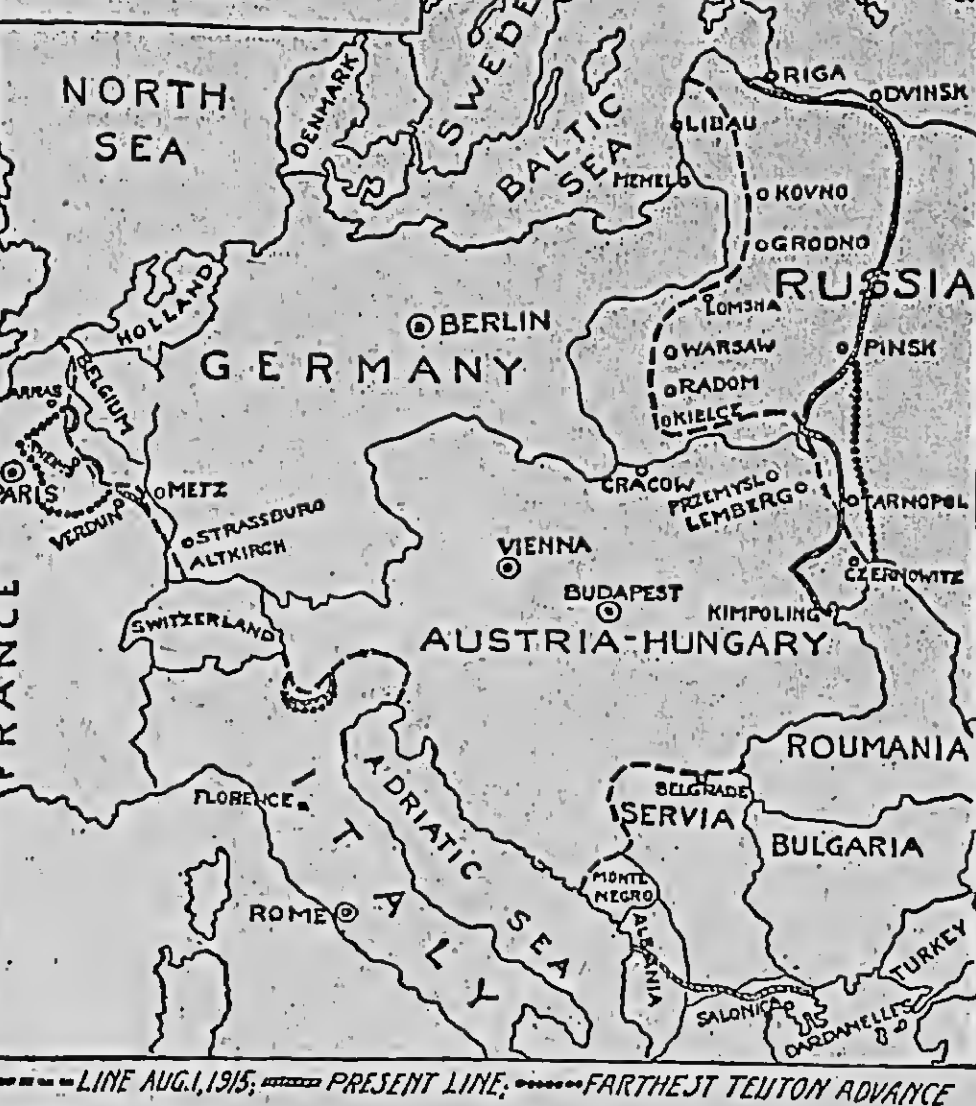 NORTH
SEA
DENMARK
SWEDE
BALTIC
SEA
RIGA
DVINSK
LIBAU
MEMEL
KOVNO
GRODNO
RUSSIA
LOMSHA
HOLLAND
BERLIN
GERMANY
WARSAW
PINSK
RADOM
KIELCE
BELGIUM
ARRAS
PARIS
METZ
VERDUN
STRASSBURG
ALTKIRCH
CRACOW
PRZEMYSL
LEMBERG
TARNOPOL
VIENNA
CZERNOWITZ
BUDAPEST
KIMPOLING
SWITZERLAND
AUSTRIA-HUNGARY
FRANCE
ROUMANIA
FLORENCE
BELGRADE
SERVIA
ADRIATIC
SEA
BULGARIA
MONTE
NEGRO
ITALY
ROME
ALBANIA
TURKEY
SALONICA
DARDANELLES
LINE AUG.1,1915; PRESENT LINE; FARTHEST TEUTON ADVANCE